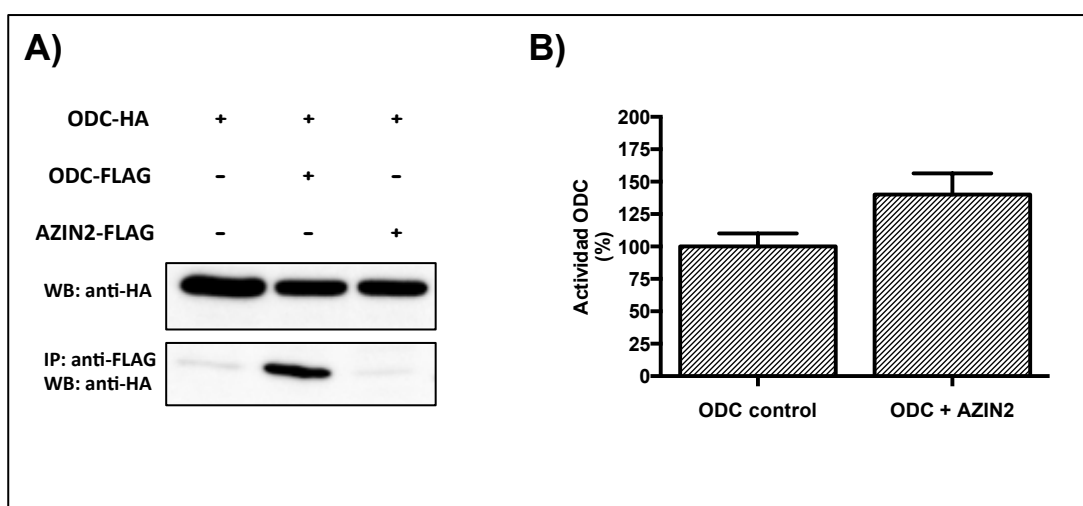 A)
ODC-HA + + +
ODC-FLAG - + -
AZIN2-FLAG - - +
WB: anti-HA
IP: anti-FLAG
WB: anti-HA
B)
Actividad ODC
(%)
200
175
150
125
100
75
50
25
0
ODC control ODC + AZIN2